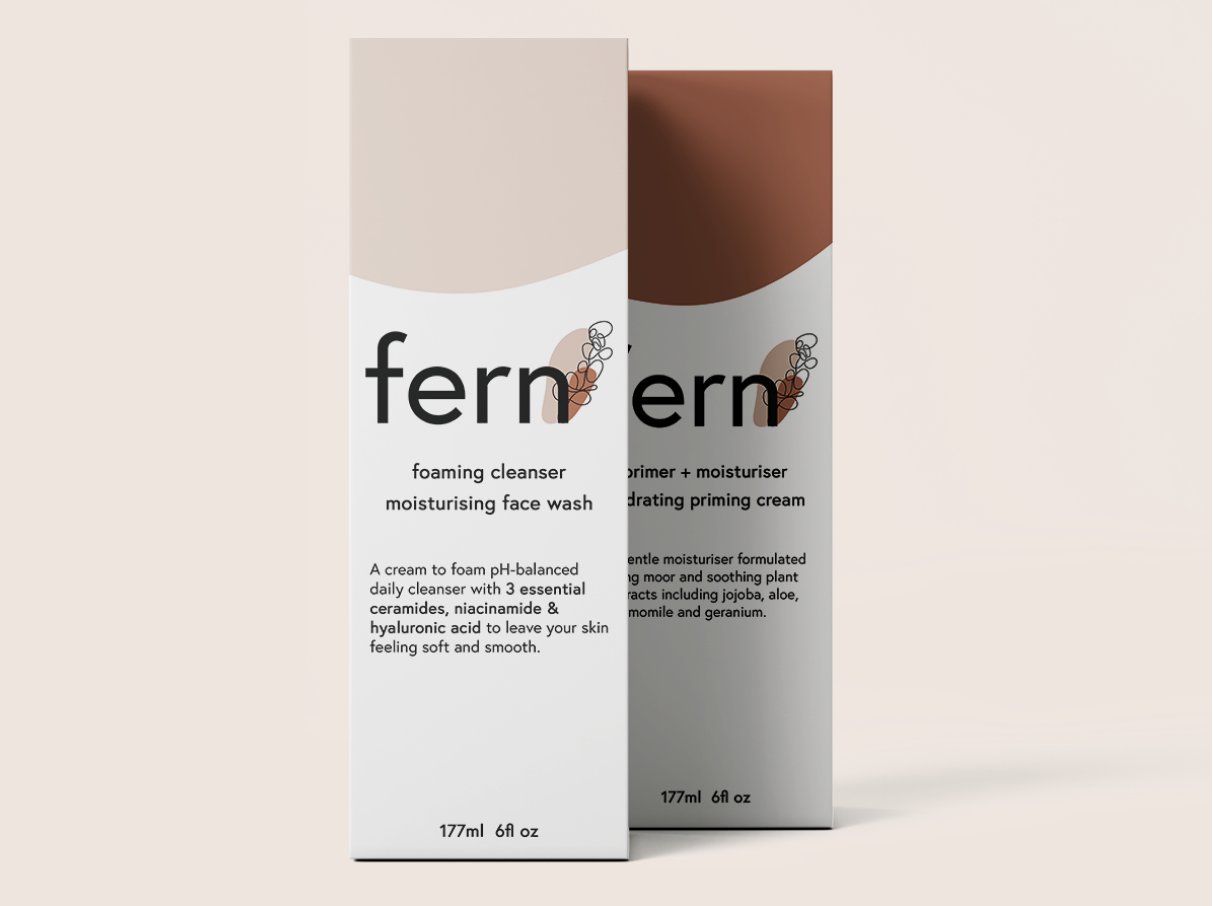 fern
foaming cleanser
moisturising face wash
A cream to foam pH-balanced
daily cleanser with 3 essential
ceramides, niacinamide &
hyaluronic acid to leave your skin
feeling soft and smooth.
177ml 6fl oz
ern
primer + moisturiser
drating priming cream
entle moisturiser formulated
ng moor and soothing plant
racts including jojoba, aloe,
momile and geranium.
177ml 6fl oz